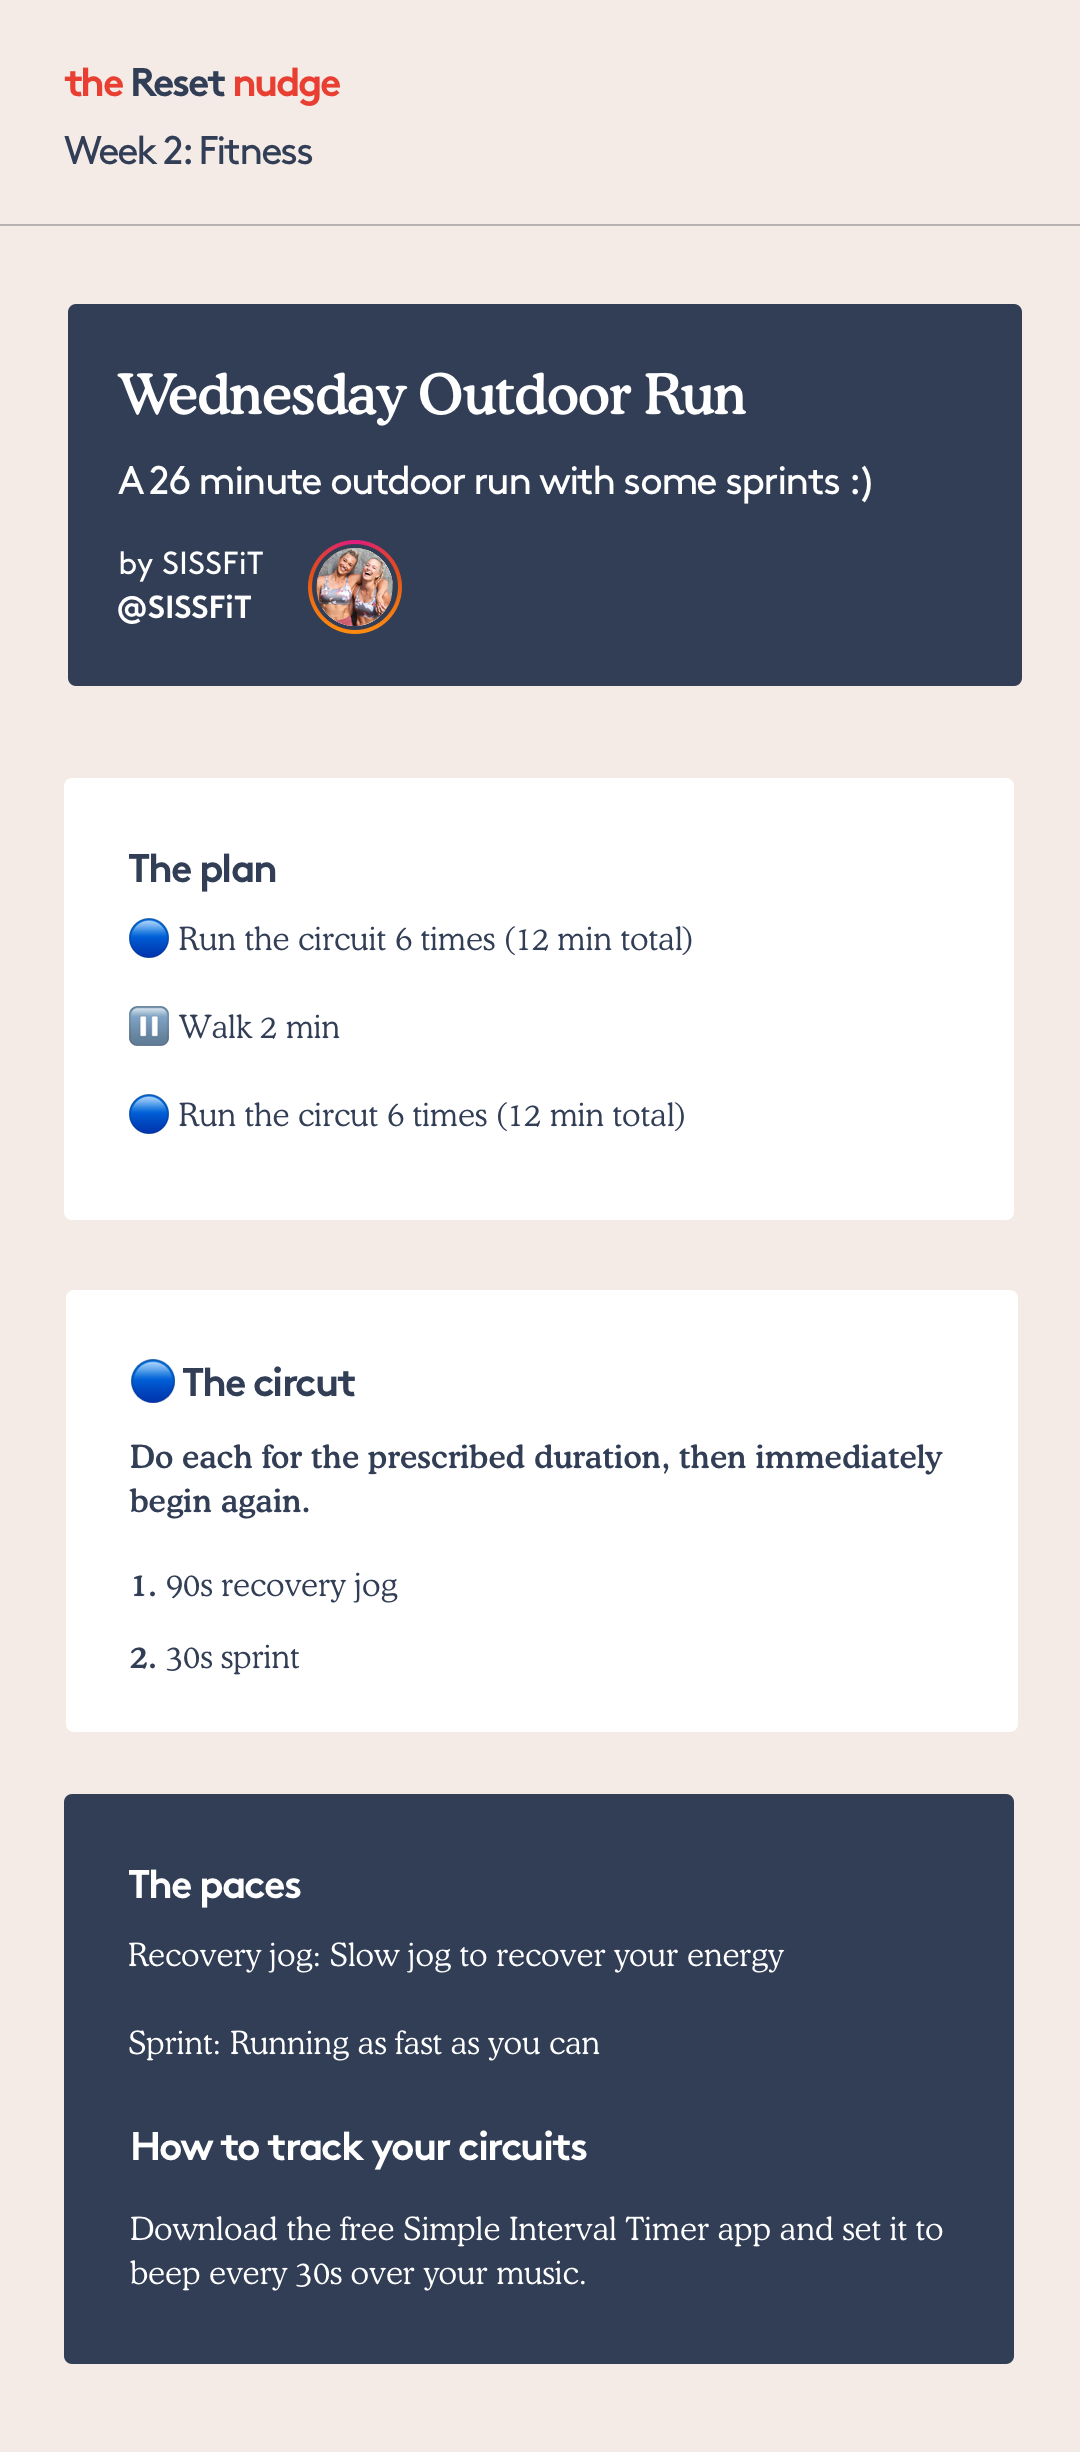 the Reset nudge
Week 2: Fitness
Wednesday Outdoor Run
A 26 minute outdoor run with some sprints :)
by SISSFiT
@SISSFiT
The plan
🔵 Run the circuit 6 times (12 min total)
⏸️ Walk 2 min
🔵 Run the circut 6 times (12 min total)
🔵 The circut
Do each for the prescribed duration, then immediately
begin again.
1. 90s recovery jog
2. 30s sprint
The paces
Recovery jog: Slow jog to recover your energy
Sprint: Running as fast as you can
How to track your circuits
Download the free Simple Interval Timer app and set it to
beep every 30s over your music.